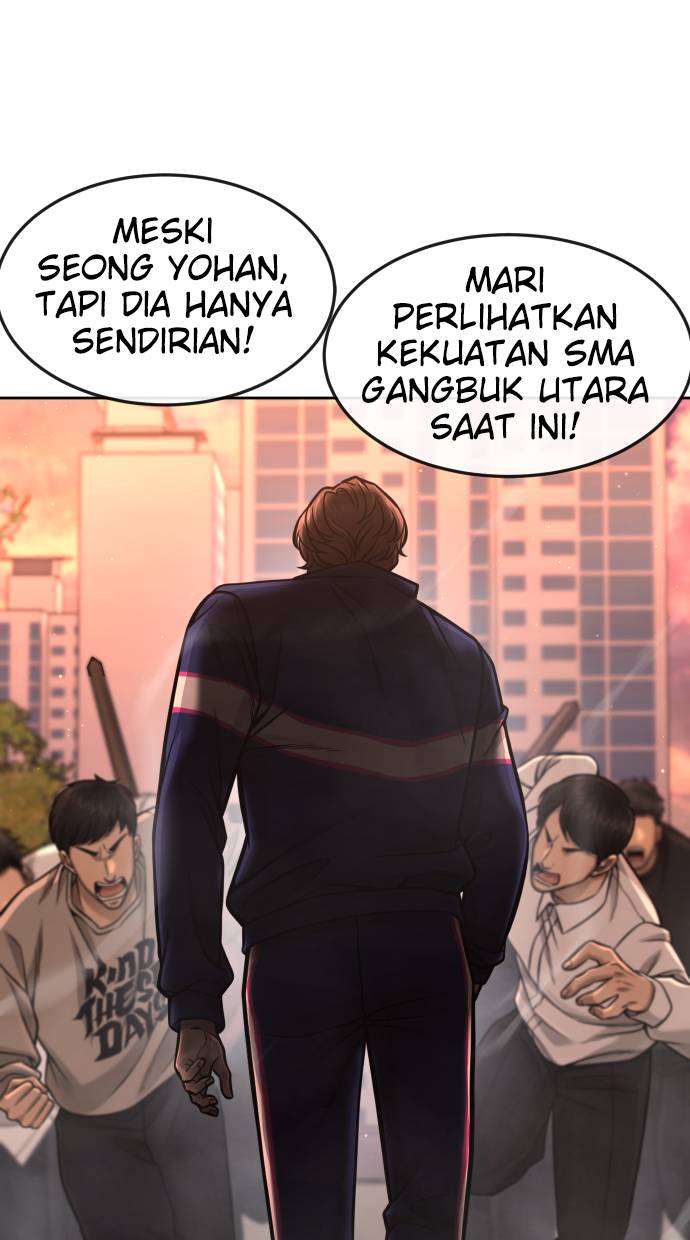 MESKI
SEONG YOHAN,
TAPI DIA HANYA
SENDIRIAN!
MARI
PERLIHATKAN
KEKUATAN SMA
GANGBUK UTARA
SAAT INI!
KIND
THESE
DAYS